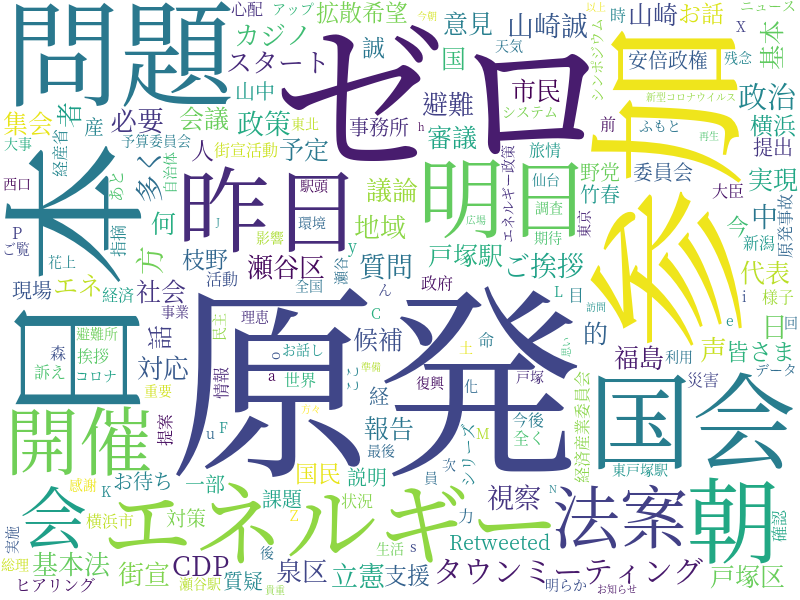 心配
アップ
今朝
拡散希望
意見
山崎
お話
シンポジウム
時
X
ニュース
以上
カジノ
誠
山崎誠
国
天気
基本
残念
安倍政権
問題
ゼロ
参加
スタート
山中
避難
市民
システム
新型コロナウイルス
政治
集会
者
必要
会議
政策
東北
事務所
h
審議
前
ふもと
再生
横浜
大事
経産省
産
予算委員会
人
街宣活動
予定
旅情
野党
委員会
提出
日本
多く
自治体
昨日
駅頭
議論
明日
仙台
エネルギー政策
竹春
大臣
実現
西口
あと
何
環境
地域
広場
調査
期待
東京
今
中
原発事故
P
ご覧
指摘
方
影響
J
戸塚駅
ご挨拶
新潟
花上
枝野
瀬谷区
瀬谷
y
質問
代表
現場
エネ
社会
活動
全国
政府
L
目
訪問
i
様子
経済
事業
ん
民主
理恵
C
候補
的
e
日
回
森
避難所
挨拶
話
原発
国会
福島
声
皆さま
訴え
コロナ
対応
お話し
世界
土
命
思い
利用
データ
重要
情報
o
a
準備
経
復興
化
戸塚
災害
開催
提案
u
F
方々
報告
今後
全く
シリーズ
経済産業委員会
法案
朝
K
お待ち
一部
国民
説明
最後
M
員
次
東戸塚駅
感謝
会
エネルギー
視察
確認
実施
横浜市
対策
課題
状況
Z
力
N
総理
基本法
街宣
CDP
後
生活
s
Retweeted
ヒアリング
瀬谷駅
質疑
貴重
泉区
立憲
支援
タウンミーティング
明らか
お知らせ
戸塚区